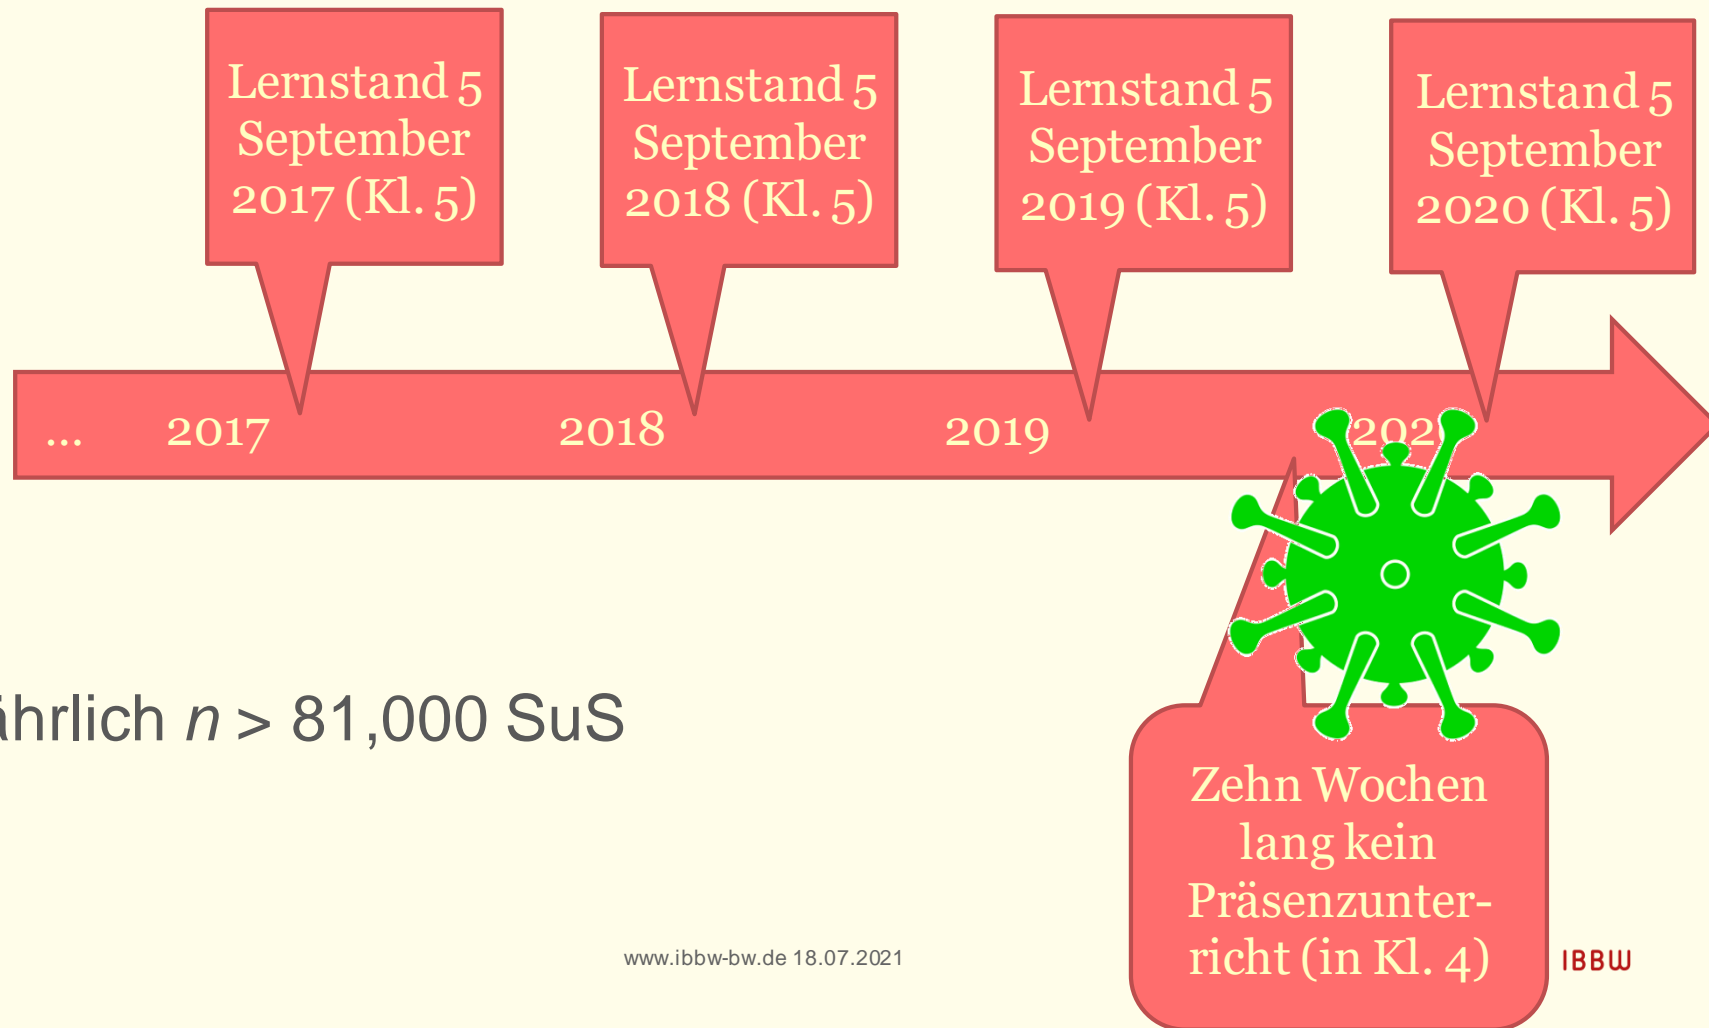 Lernstand 5
September
2017 (Kl. 5)
Lernstand 5
September
2018 (Kl. 5)
Lernstand 5
September
2019 (Kl. 5)
Lernstand 5
September
2020 (Kl. 5)
... 2017 2018 2019
n > 81,000 SuS
Zehn Wochen
lang kein
Präsenzunter-
richt (in Kl. 4)
www.ibbw-bw.de 18.07.2021
IBBW